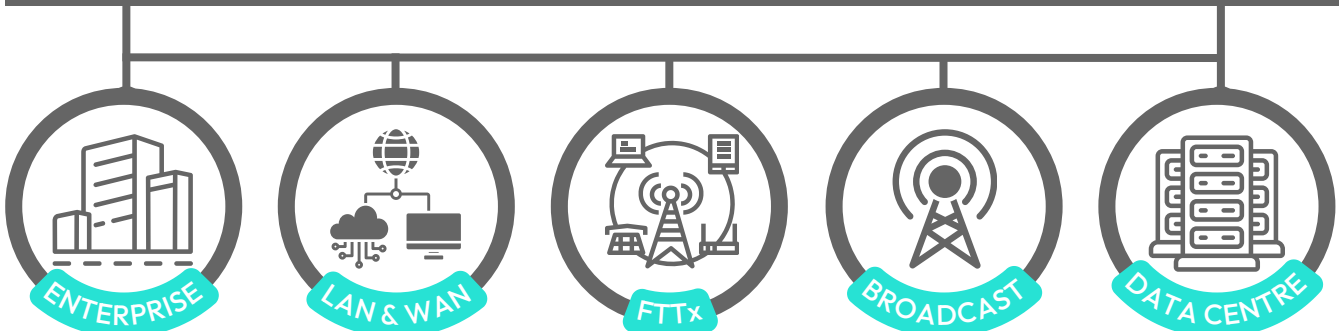 ENTERPRISE
LAN & WAN
FTTx
BROADCAST
DATA CENTRE